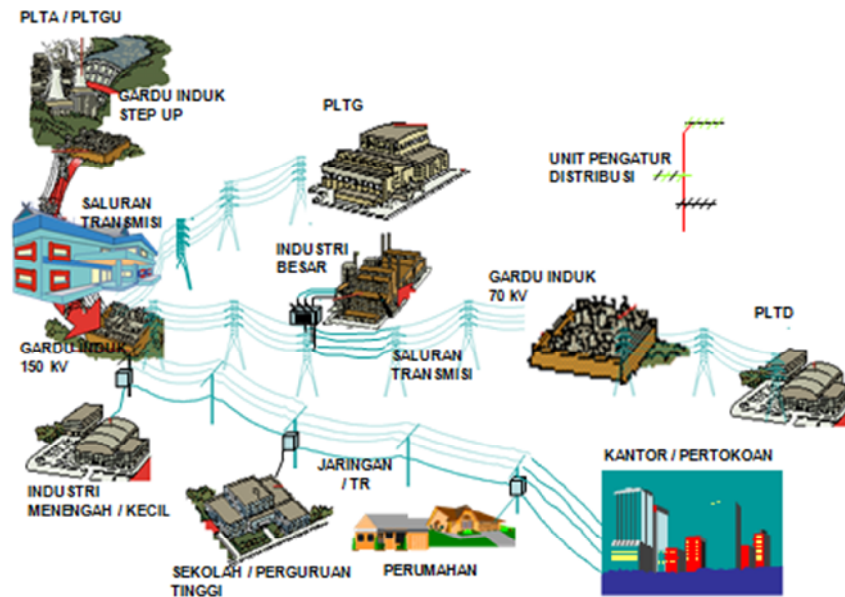 PLTA / PLTGU
GARDU INDUK
STEP UP
PLTG
UNIT PENGATUR
DISTRIBUSI
SALURAN
TRANSMISI
INDUSTRI
BESAR
GARDU INDUK
70 kV
PLTD
GARDU INDUK
150 kV
SALURAN
TRANSMISI
JARINGAN
/ TR
KANTOR / PERTOKOAN
INDUSTRI
MENENGAH / KECIL
SEKOLAH / PERGURUAN
TINGGI
PERUMAHAN